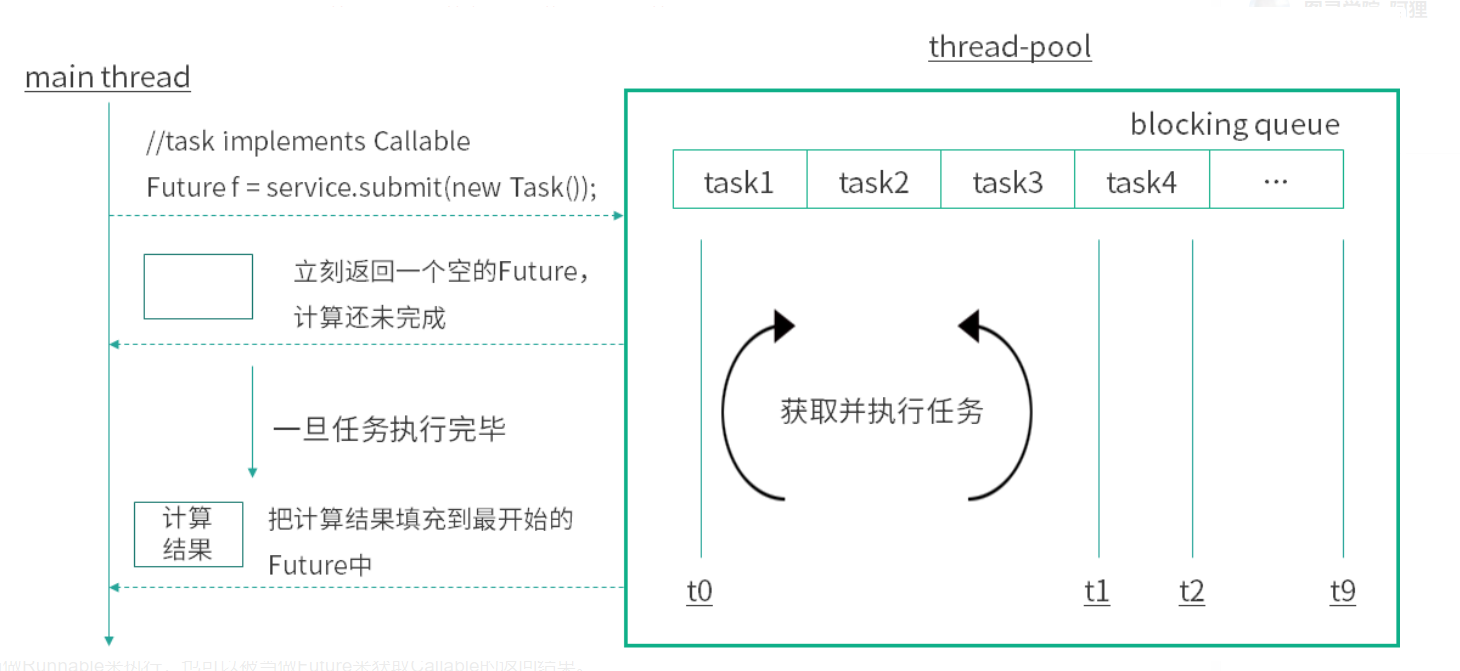 thread-pool
main thread
blocking queue
//task implements Callable
Future f = service.submit(new Task());
task1 task2 task3 task4 ...
立刻返回一个空的Future，
计算还未完成
获取并执行任务
一旦任务执行完毕
计算
结果
把计算结果填充到最开始的
Future中
t0 t1 t2 t9